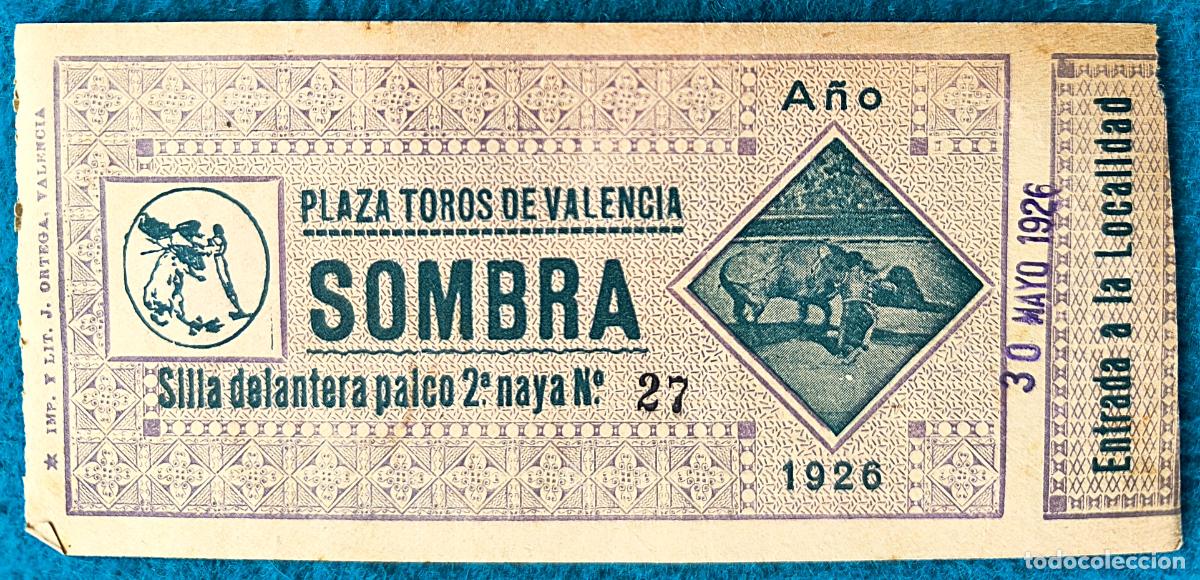 ★ IMP. Y LIT. J. ORTEGA, VALENCIA
PLAZA TOROS DE VALENCIA
SOMBRA
Silla delantera palco 2ª naya Nº 27
Año
1926
30 MAYO 1926
Entrada a la Localidad
todocoleccion